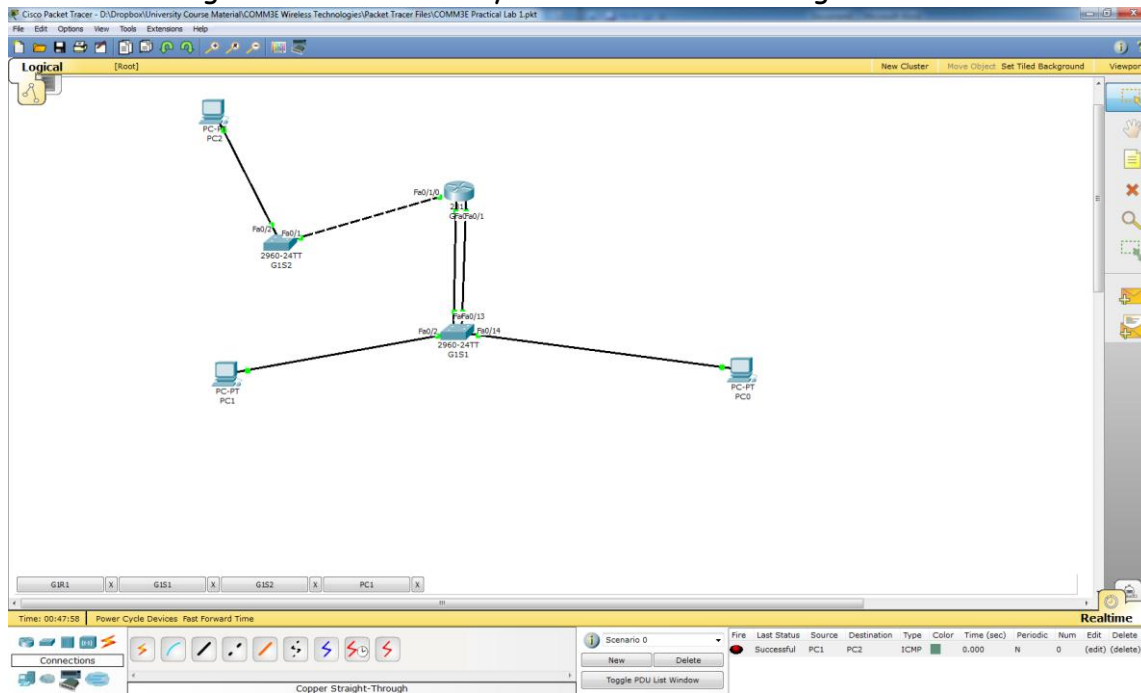 Cisco Packet Tracer - D:\Dropbox\University Course Material\COMM3E Wireless Technologies\Packet Tracer Files\COMM3E Practical Lab 1.pkt
File Edit Options View Tools Extensions Help
Logical [Root] New Cluster Move Object Set Tiled Background Viewport
PC2
Fa0/1/0
Fa0/1
Fa0/2 Fa0/1
2960-24TT
G1S2
Fa0/13
Fa0/2 Fa0/14
2960-24TT
G1S1
PC-PT
PC1
PC-PT
PC0
G1R1 X G1S1 X G1S2 X PC1 X
Time: 00:47:58 Power Cycle Devices Fast Forward Time Realtime
Connections
Copper Straight-Through
Scenario 0
New Delete
Toggle PDU List Window
Fire Last Status Source Destination Type Color Time (sec) Periodic Num Edit Delete
Successful PC1 PC2 ICMP 0.000 N 0 (edit) (delete)